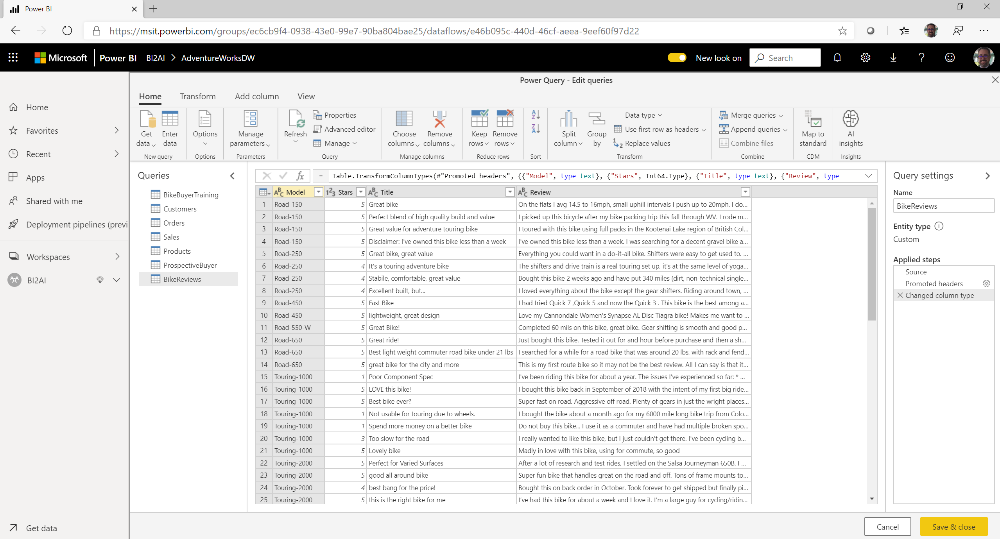 Power BI
https://msit.powerbi.com/groups/ec6cb9f4-0938-43e0-99e7-90ba804bae25/dataflows/e46b095c-440d-46cf-aeea-9eef60f97d22
Microsoft Power BI BI2AI > AdventureWorksDW New look on Search
Power Query - Edit queries
Home Transform Add column View
Get data
Enter data
New query
Options
Options
Manage parameters
Parameters
Refresh
Properties
Advanced editor
Manage
Query
Choose columns
Remove columns
Manage columns
Keep rows
Remove rows
Reduce rows
Sort
Split column
Group by
Data type
Use first row as headers
Replace values
Transform
Merge queries
Append queries
Combine files
Combine
Map to standard
CDM
AI insights
Insights
Home
Favorites
Recent
Apps
Shared with me
Deployment pipelines (previ
Workspaces
BI2AI
Get data
Queries
BikeBuyerTraining
Customers
Orders
Sales
Products
ProspectiveBuyer
BikeReviews
fx = Table.TransformColumnTypes(#"Promoted headers", {{"Model", type text}, {"Stars", Int64.Type}, {"Title", type text}, {"Review", type
Model Stars Title Review
1 Road-150 5 Great bike On the flats I avg 14.5 to 16mph, small uphill intervals I push up to 20mph. I do...
2 Road-150 5 Perfect blend of high quality build and value I picked up this bicycle after my bike packing trip this fall through WV. I rode m...
3 Road-150 5 Great value for adventure touring bike I toured with this bike using full packs in the Kootenai Lake region of British Col...
4 Road-150 5 Disclaimer: I've owned this bike less than a week I've owned this bike less than a week. I was searching for a decent gravel bike a...
5 Road-250 5 Great bike, great value Everything you could want in a do-it-all bike. Shifters were easy to get used to. ...
6 Road-250 4 It's a touring adventure bike The shifters and drive train is a real touring set up, it's at the same level of yoga...
7 Road-250 4 Stabile, comfortable, great value Bought this bike 2 weeks ago and have put 340 miles (dirt, non-technical single...
8 Road-250 4 Excellent built, but... I loved everything about the bike except the gear shifters. Riding around town, ...
9 Road-450 5 Fast Bike I had tried Quick 7 ,Quick 5 and now the Quick 3 . This bike is the best among a...
10 Road-450 5 lightweight, great design Love my Cannondale Women's Synapse AL Disc Tiagra bike! Makes me want to ...
11 Road-550-W 5 Great Bike! Completed 60 mils on this bike, great bike. Gear shifting is smooth and good p...
12 Road-650 5 Great ride! Just bought this bike. Tested it out for and hour before purchase and then a sh...
13 Road-650 5 Best light weight commuter road bike under 21 lbs I searched for a while for a road bike that was around 20 lbs, with rack and fend...
14 Road-650 5 great bike for the city and more This is my first route bike so it may not be the best review. All I can say is that it...
15 Touring-1000 1 Poor Component Spec I've been riding this bike for about a year. The issues I've experienced so far: * ...
16 Touring-1000 5 LOVE this bike! I bought this bike back in September of 2018 with the intent of my first big ride...
17 Touring-1000 5 Best bike ever? Super fast on road. Aggressive off road. Plenty of gears in just the wright places...
18 Touring-1000 1 Not usable for touring due to wheels. I bought the bike about a month ago for my 6000 mile long bike trip from Colo...
19 Touring-1000 1 Spend more money on a better bike Do not buy this bike... I use it as a commuter and have had multiple broken spo...
20 Touring-1000 3 Too slow for the road I really wanted to like this bike, but I just couldn't get there. I've been cycling b...
21 Touring-1000 5 Lovely bike Madly in love with this bike, using for commute, so good
22 Touring-2000 5 Perfect for Varied Surfaces After a lot of research and test rides, I settled on the Salsa Journeyman 650B. I ...
23 Touring-2000 5 good all around bike Super fun bike that handles great on the road and off. Tons of frame mounts to...
24 Touring-2000 4 best bang for the price! Bought this on back order in October. Took forever to get shipped but finally pi...
25 Touring-2000 5 this is the right bike for me I've had this bike for about a week and I love it. I'm a large guy for cycling/ridin...
Query settings
Name
BikeReviews
Entity type
Custom
Applied steps
Source
Promoted headers
Changed column type
Cancel Save & close